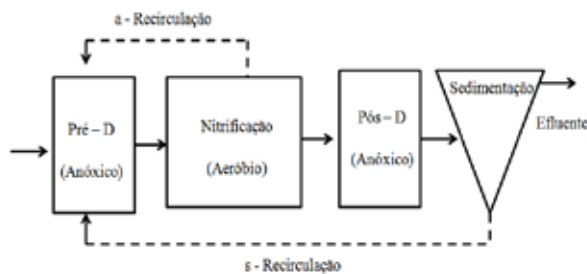 a - Recirculação
Pré – D
(Anóxico)
Nitrificação
(Aeróbio)
Pós – D
(Anóxico)
Sedimentação
Efluente
s - Recirculação